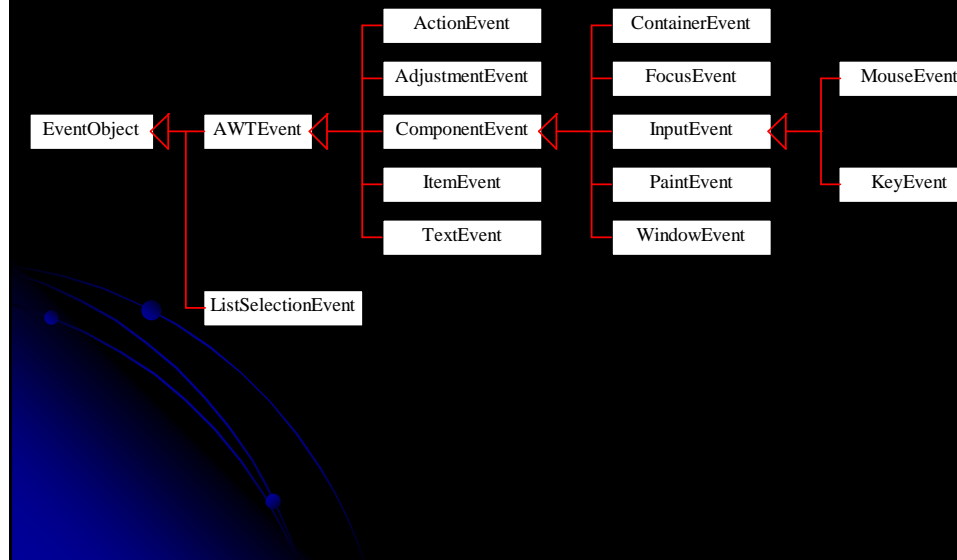 ActionEvent
ContainerEvent
AdjustmentEvent
FocusEvent
MouseEvent
EventObject
AWTEvent
ComponentEvent
InputEvent
ItemEvent
PaintEvent
KeyEvent
TextEvent
WindowEvent
ListSelectionEvent